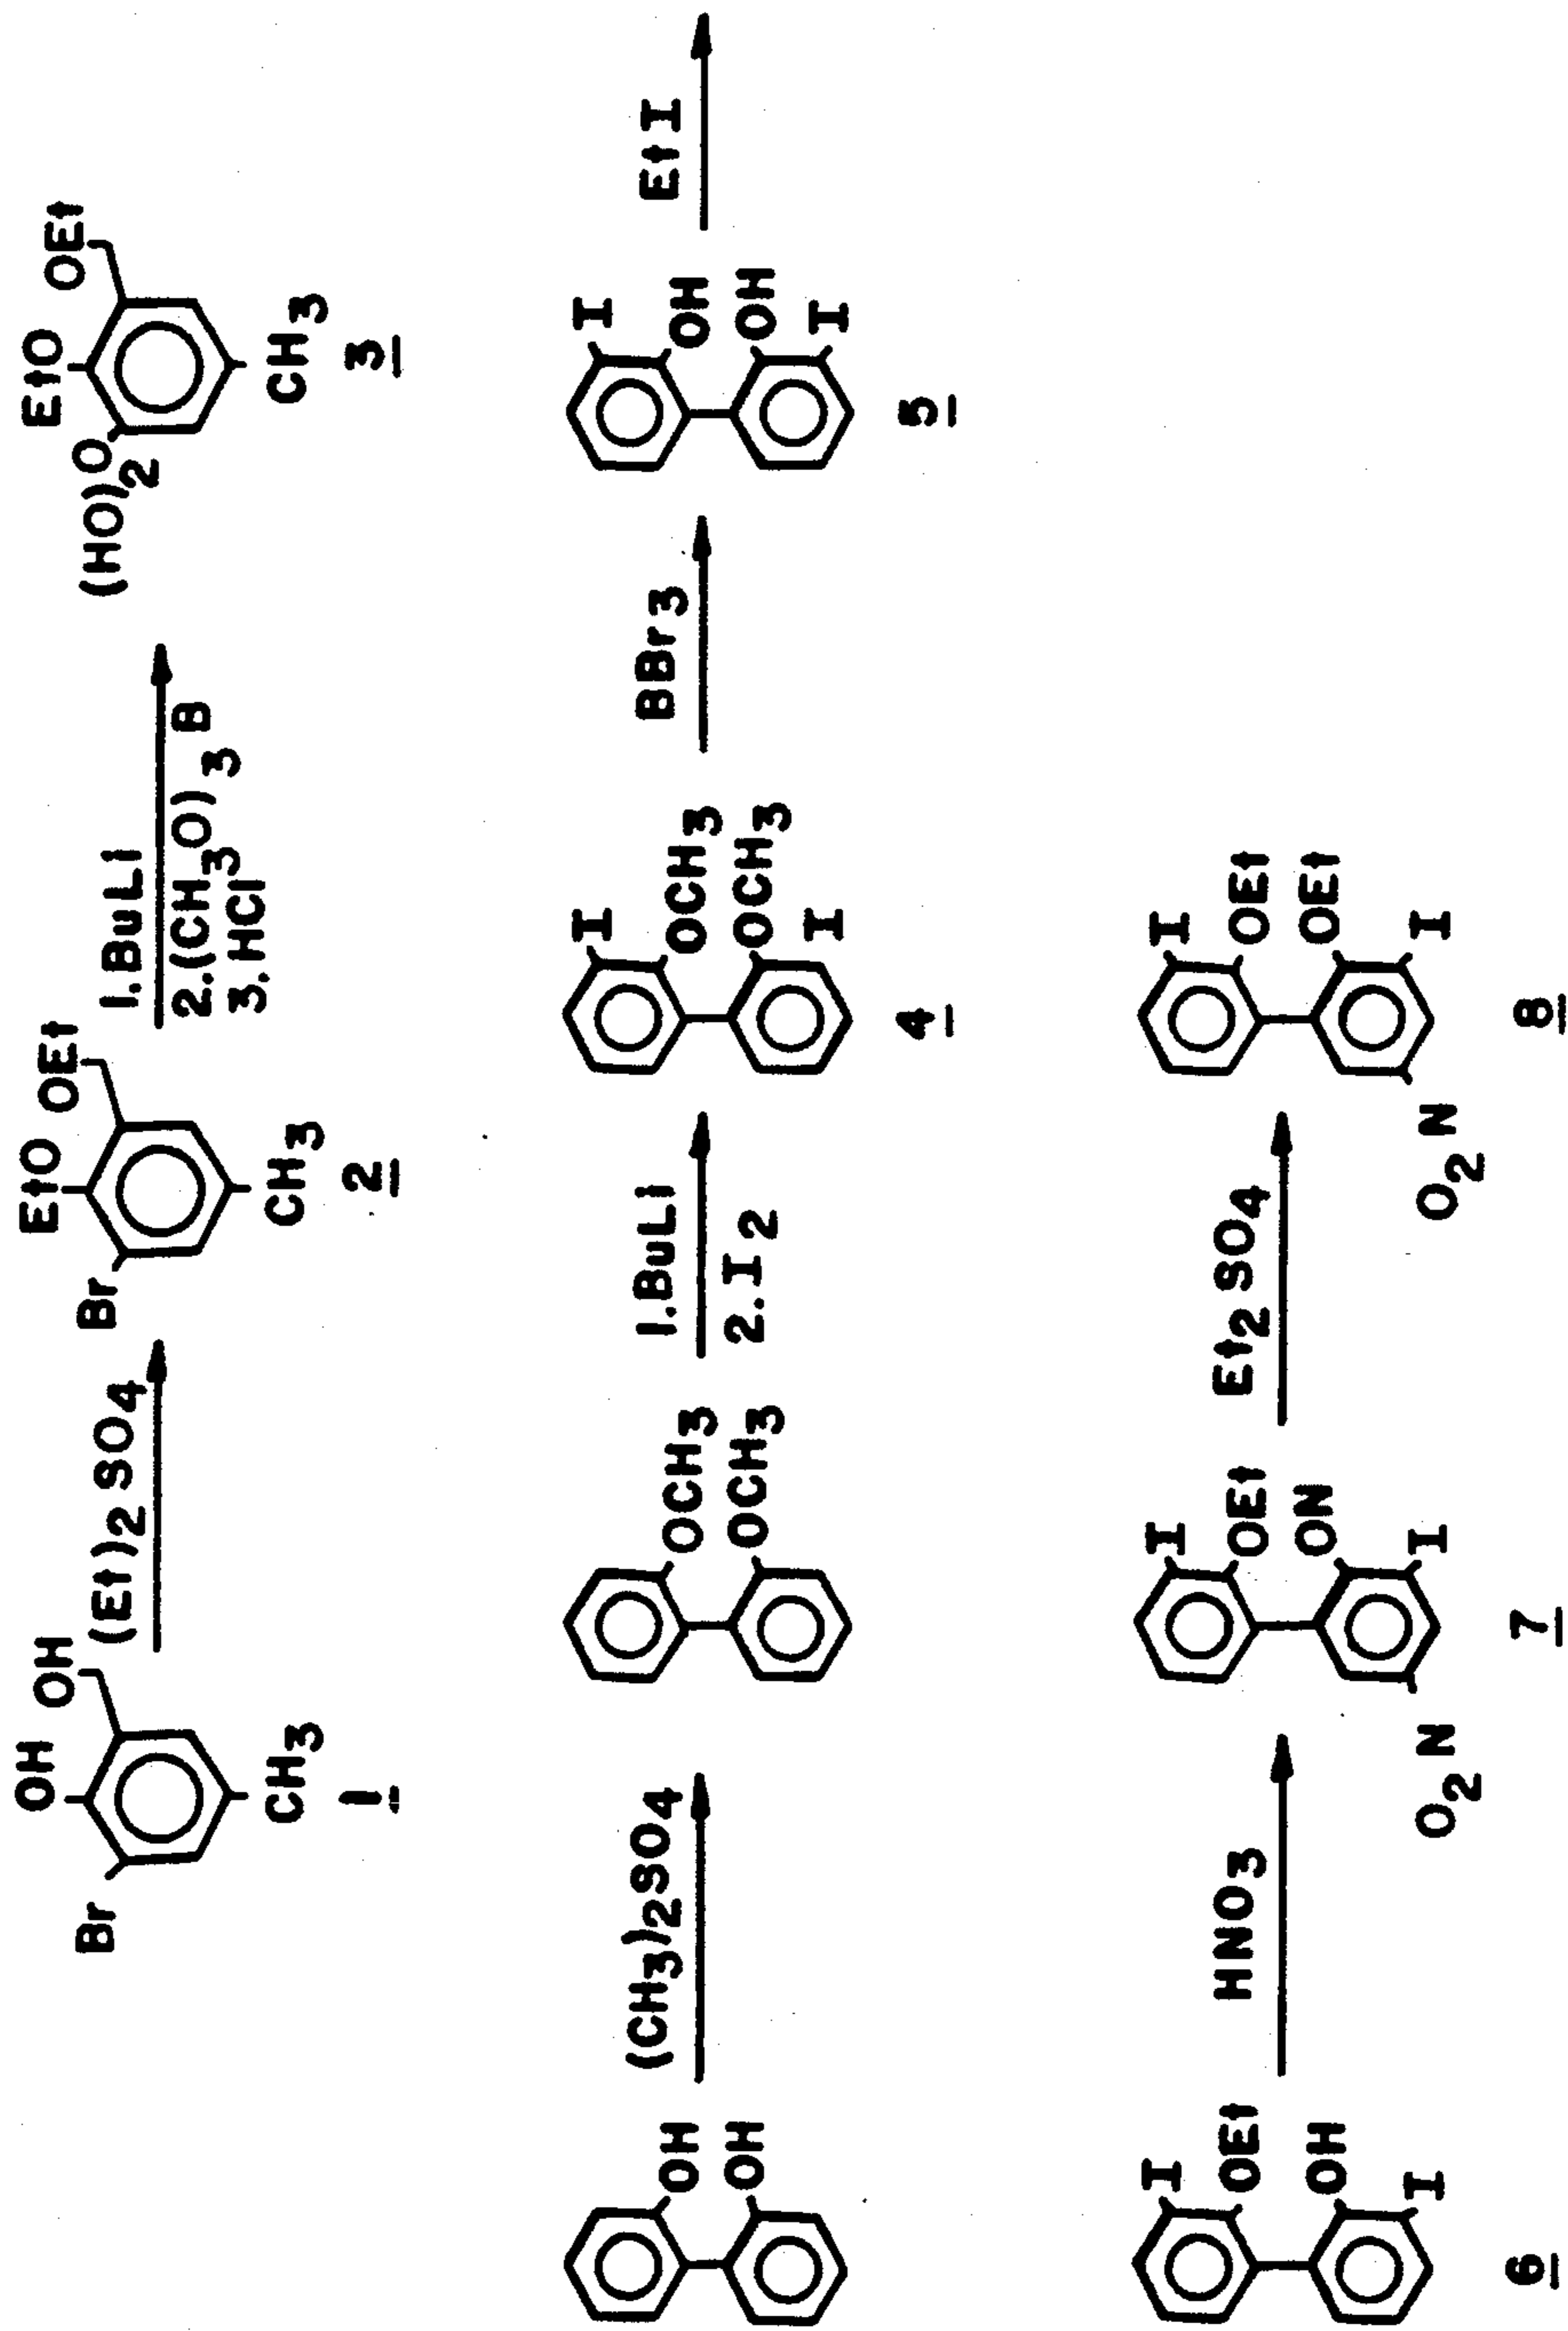 OH
OH
Br
CH3
1
(Et)2SO4
EtO
OEt
Br
CH3
2
1.BuLi
2.(CH3O)3B
3.HCl
EtO
OEt
(HO)2O
CH3
3
OH
OH
(CH3)2SO4
OCH3
OCH3
1.BuLi
2.I2
I
OCH3
OCH3
I
4
BBr3
I
OH
OH
I
5
EtI
I
OEt
OH
I
6
HNO3
I
OEt
ON
I
O2N
7
Et2SO4
I
OEt
OEt
I
O2N
8